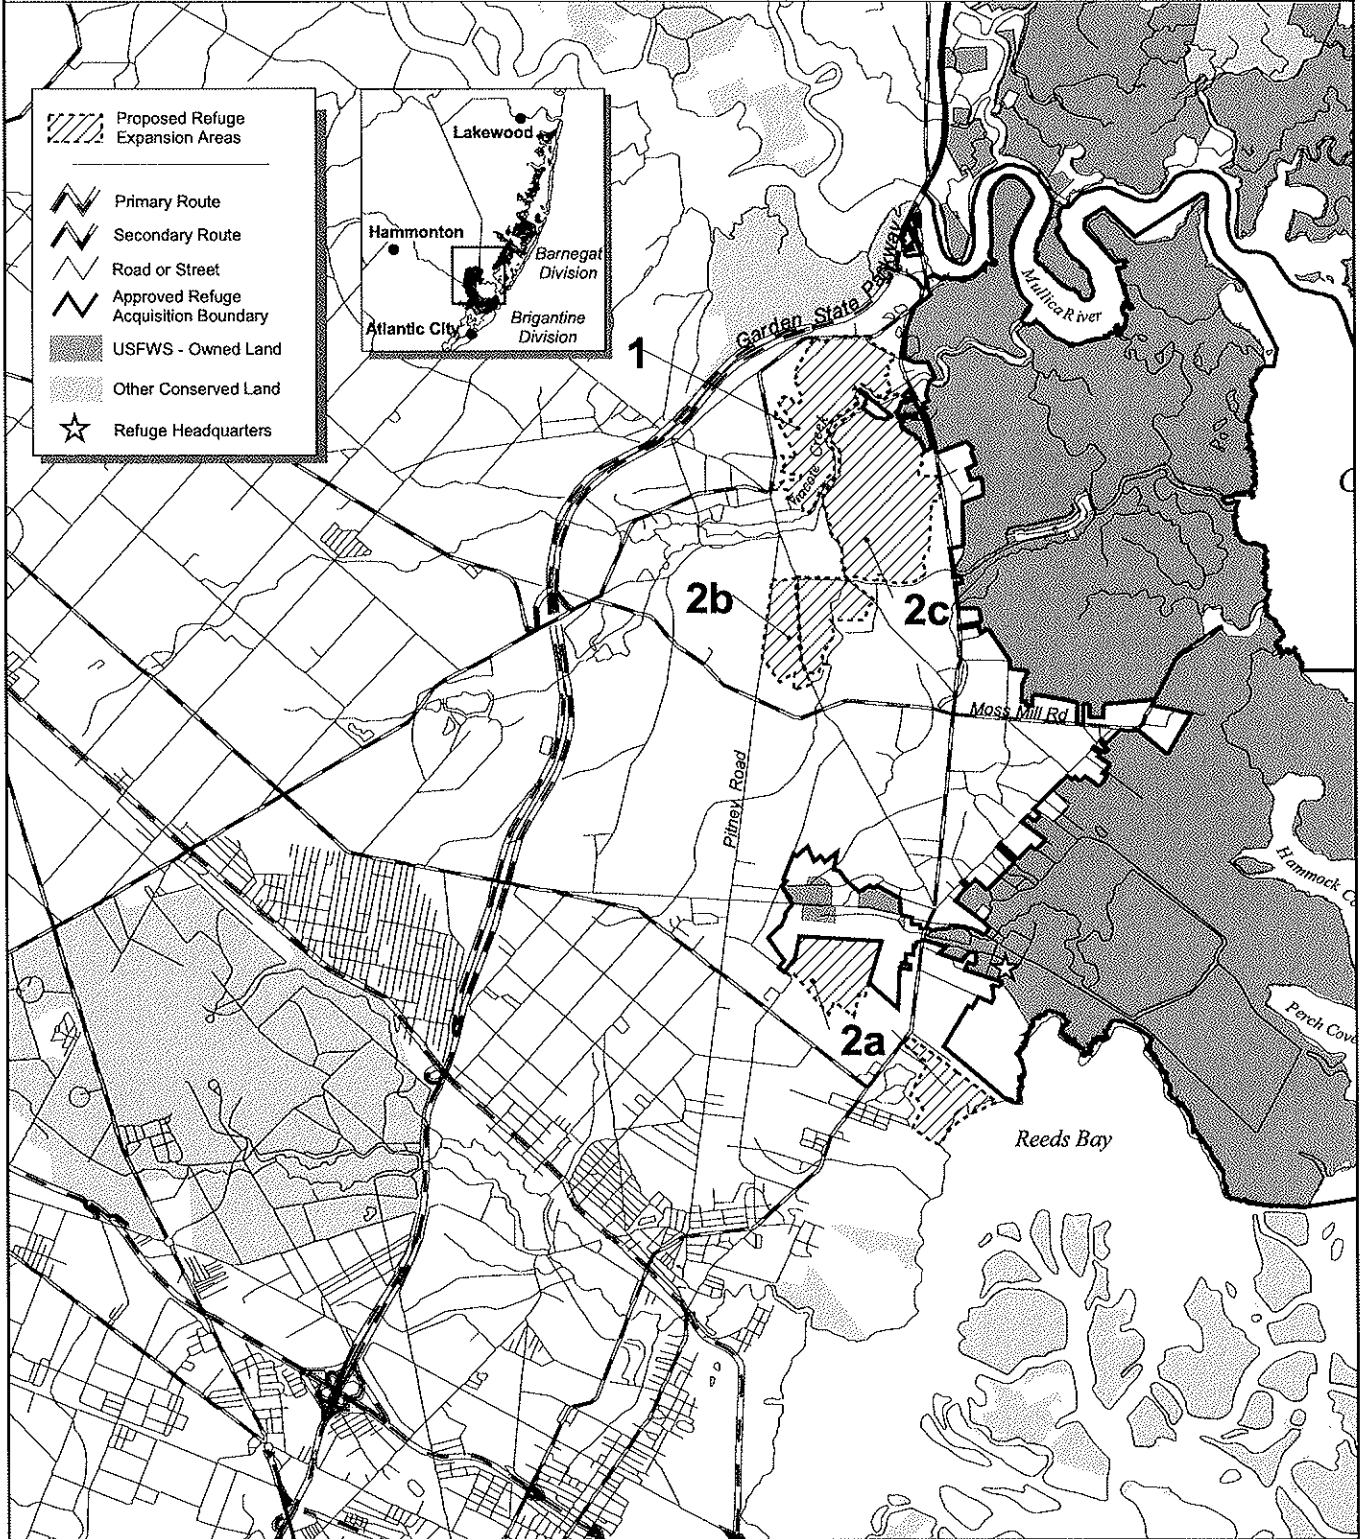 Proposed Refuge
Expansion Areas
Primary Route
Secondary Route
Road or Street
Approved Refuge
Acquisition Boundary
USFWS - Owned Land
Other Conserved Land
Refuge Headquarters
Lakewood
Hammonton
Barnegat
Division
Atlantic City
Brigantine
Division
1
Garden State Parkway
Mullica River
Creek
2b
2c
Moss Mill Rd
Pitney Road
Hammock
2a
Perch Cove
Reeds Bay